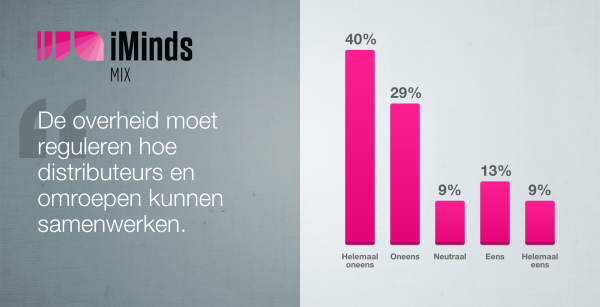 iMinds
MIX
De overheid moet
reguleren hoe
distributeurs en
omroepen kunnen
samenwerken.
40%
29%
9%
13%
9%
Helemaal
oneens
Oneens
Neutraal
Eens
Helemaal
eens